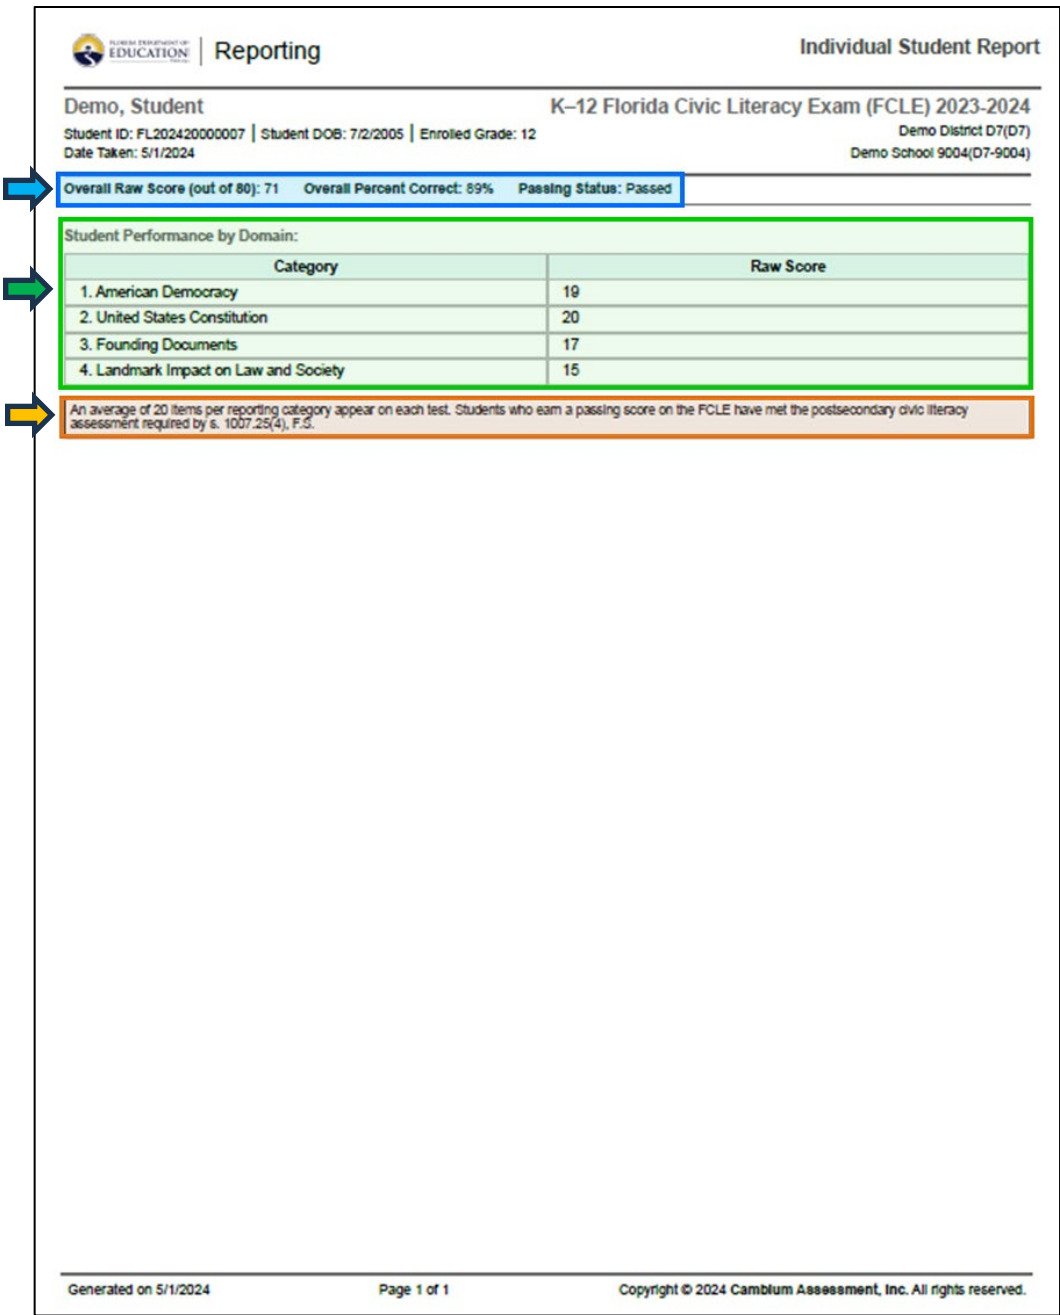 FLORIDA DEPARTMENT OF
EDUCATION
Reporting
Individual Student Report
Demo, Student
K–12 Florida Civic Literacy Exam (FCLE) 2023-2024
Student ID: FL202420000007 | Student DOB: 7/2/2005 | Enrolled Grade: 12
Demo District D7(D7)
Date Taken: 5/1/2024
Demo School 9004(D7-9004)
Overall Raw Score (out of 80): 71 Overall Percent Correct: 89% Passing Status: Passed
Student Performance by Domain:
Category Raw Score
1. American Democracy 19
2. United States Constitution 20
3. Founding Documents 17
4. Landmark Impact on Law and Society 15
An average of 20 items per reporting category appear on each test. Students who earn a passing score on the FCLE have met the postsecondary civic literacy
assessment required by s. 1007.25(4), F.S.
Generated on 5/1/2024 Page 1 of 1 Copyright © 2024 Cambium Assessment, Inc. All rights reserved.